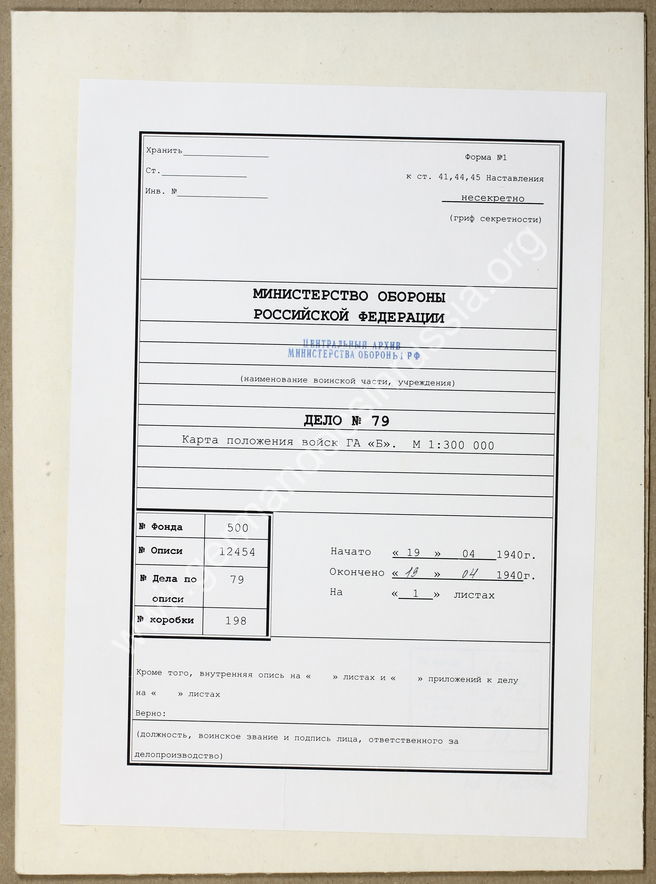 Хранить
Форма №1
Ст.
к ст. 41,44,45 Наставления
Инв. №
несекретно
(гриф секретности)
МИНИСТЕРСТВО ОБОРОНЫ
РОССИЙСКОЙ ФЕДЕРАЦИИ
ЦЕНТРАЛЬНЫЙ АРХИВ
МИНИСТЕРСТВА ОБОРОНЫ РФ
(наименование воинской части, учреждения)
ДЕЛО № 79
Карта положения войск ГА «Б». М 1:300 000
№ Фонда 500
№ Описи 12454
№ Дела по описи 79
№ коробки 198
Начато « 19 » 04 1940г.
Окончено « 19 » 04 1940г.
На « 1 » листах
Кроме того, внутренняя опись на « » листах и « » приложений к делу
на « » листах
Верно:
(должность, воинское звание и подпись лица, ответственного за
делопроизводство)
www.germandocsinrussia.org